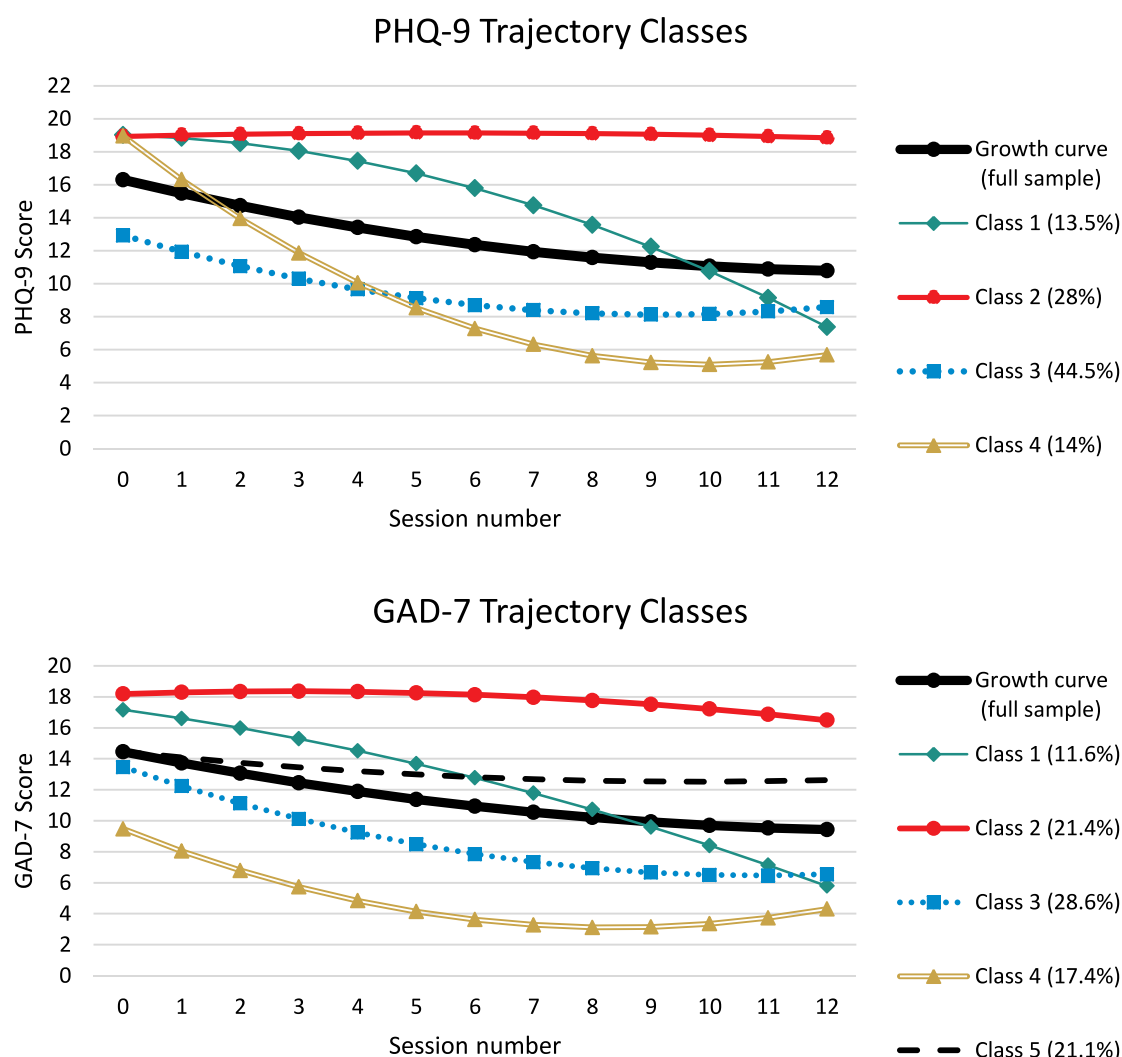 PHQ-9 Trajectory Classes
22
20
18
16
14
12
10
8
6
4
2
0
PHQ-9 Score
0 1 2 3 4 5 6 7 8 9 10 11 12
Session number
Growth curve
(full sample)
Class 1 (13.5%)
Class 2 (28%)
Class 3 (44.5%)
Class 4 (14%)
GAD-7 Trajectory Classes
20
18
16
14
12
10
8
6
4
2
0
GAD-7 Score
0 1 2 3 4 5 6 7 8 9 10 11 12
Session number
Growth curve
(full sample)
Class 1 (11.6%)
Class 2 (21.4%)
Class 3 (28.6%)
Class 4 (17.4%)
Class 5 (21.1%)